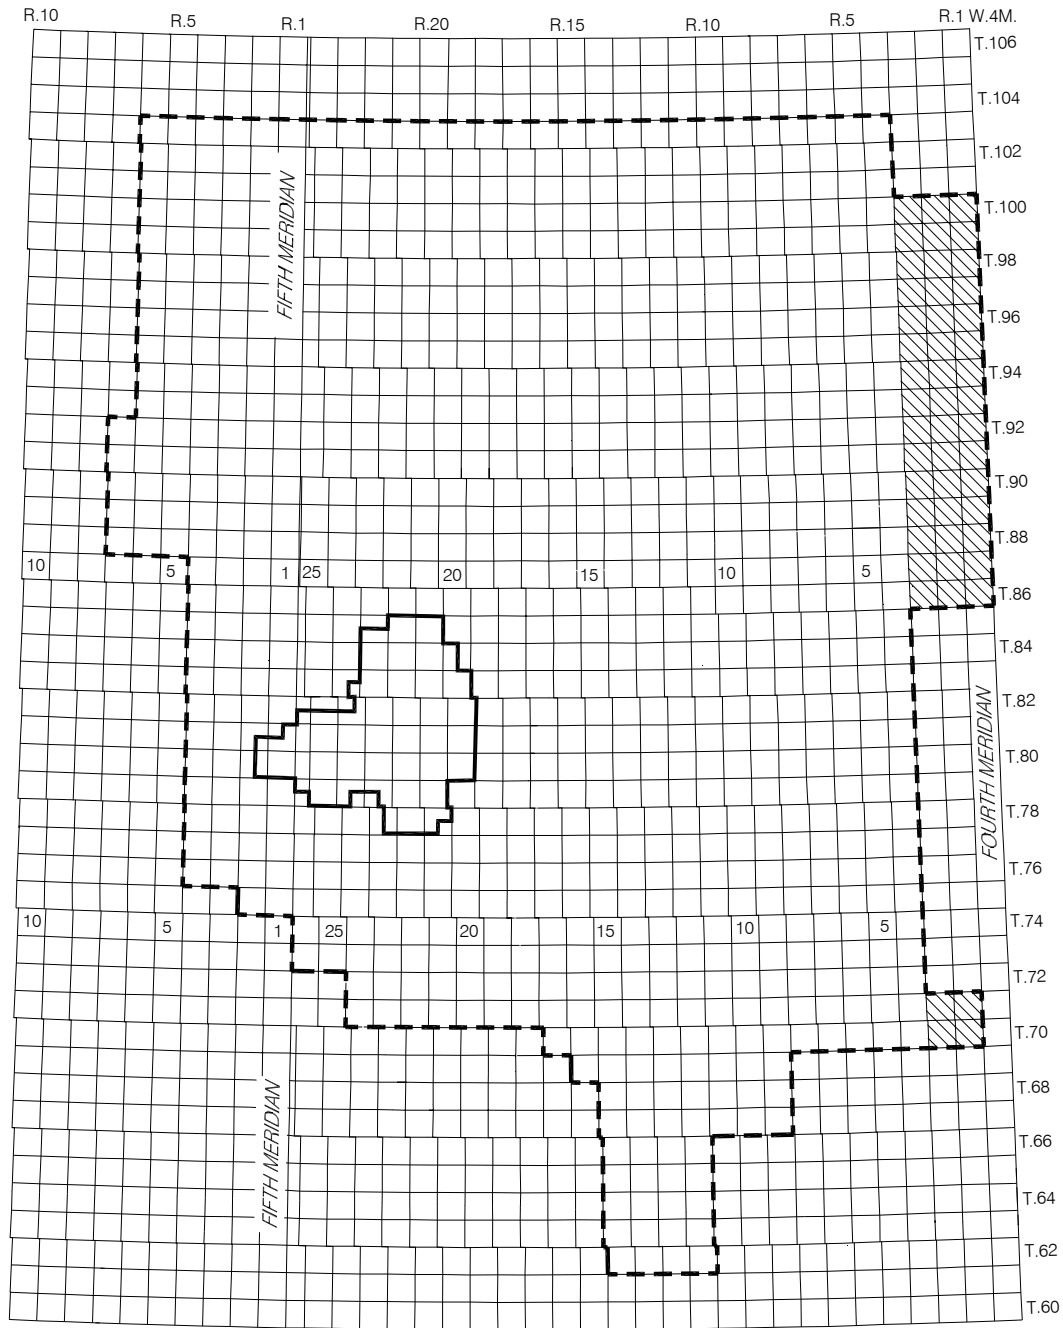 R.10 R.5 R.1 R.20 R.15 R.10 R.5 R.1 W.4M.
T.106
T.104
T.102
FIFTH MERIDIAN
T.100
T.98
T.96
T.94
T.92
T.90
T.88
10 5 1 25 20 15 10 5
T.86
T.84
T.82
FOURTH MERIDIAN
T.80
T.78
T.76
10 5 1 25 20 15 10 5
T.74
T.72
T.70
T.68
FIFTH MERIDIAN
T.66
T.64
T.62
T.60